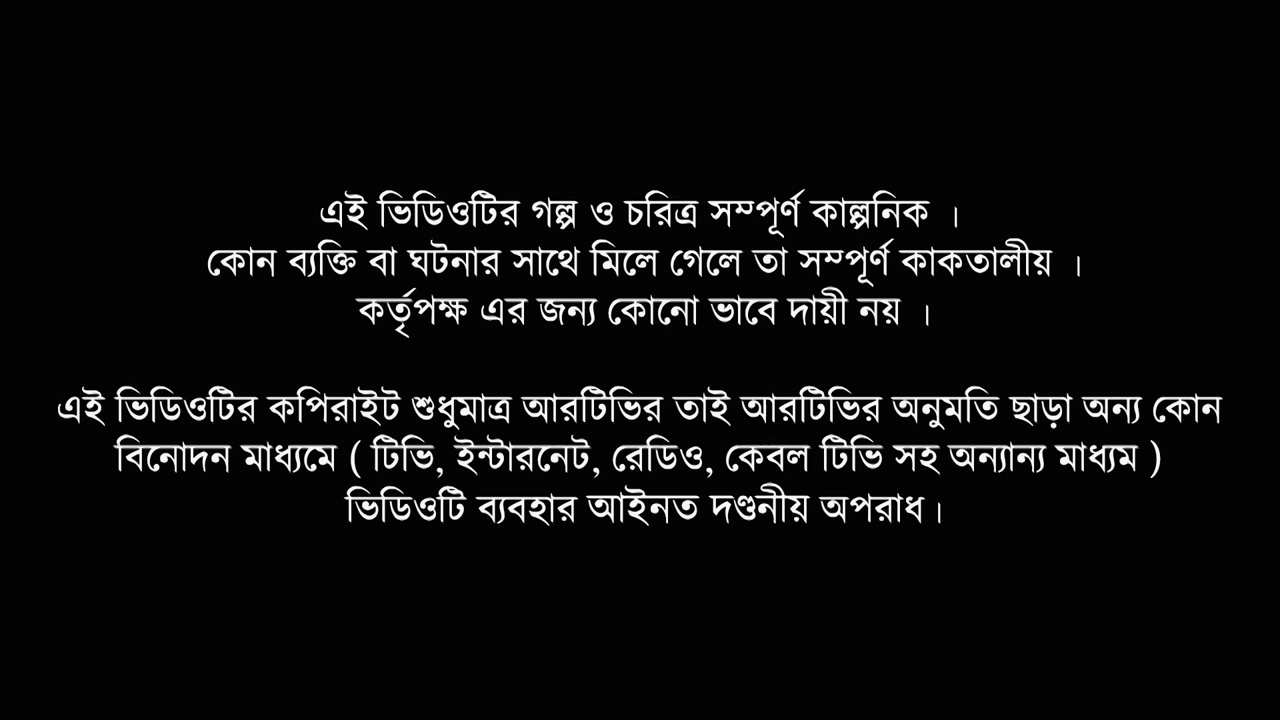 এই ভিডিওটির গল্প ও চরিত্র সম্পূর্ণ কাল্পনিক ।
কোন ব্যক্তি বা ঘটনার সাথে মিলে গেলে তা সম্পূর্ণ কাকতালীয় ।
কর্তৃপক্ষ এর জন্য কোনো ভাবে দায়ী নয় ।
এই ভিডিওটির কপিরাইট শুধুমাত্র আরটিভির তাই আরটিভির অনুমতি ছাড়া অন্য কোন
বিনোদন মাধ্যমে ( টিভি, ইন্টারনেট, রেডিও, কেবল টিভি সহ অন্যান্য মাধ্যম )
ভিডিওটি ব্যবহার আইনত দণ্ডনীয় অপরাধ।